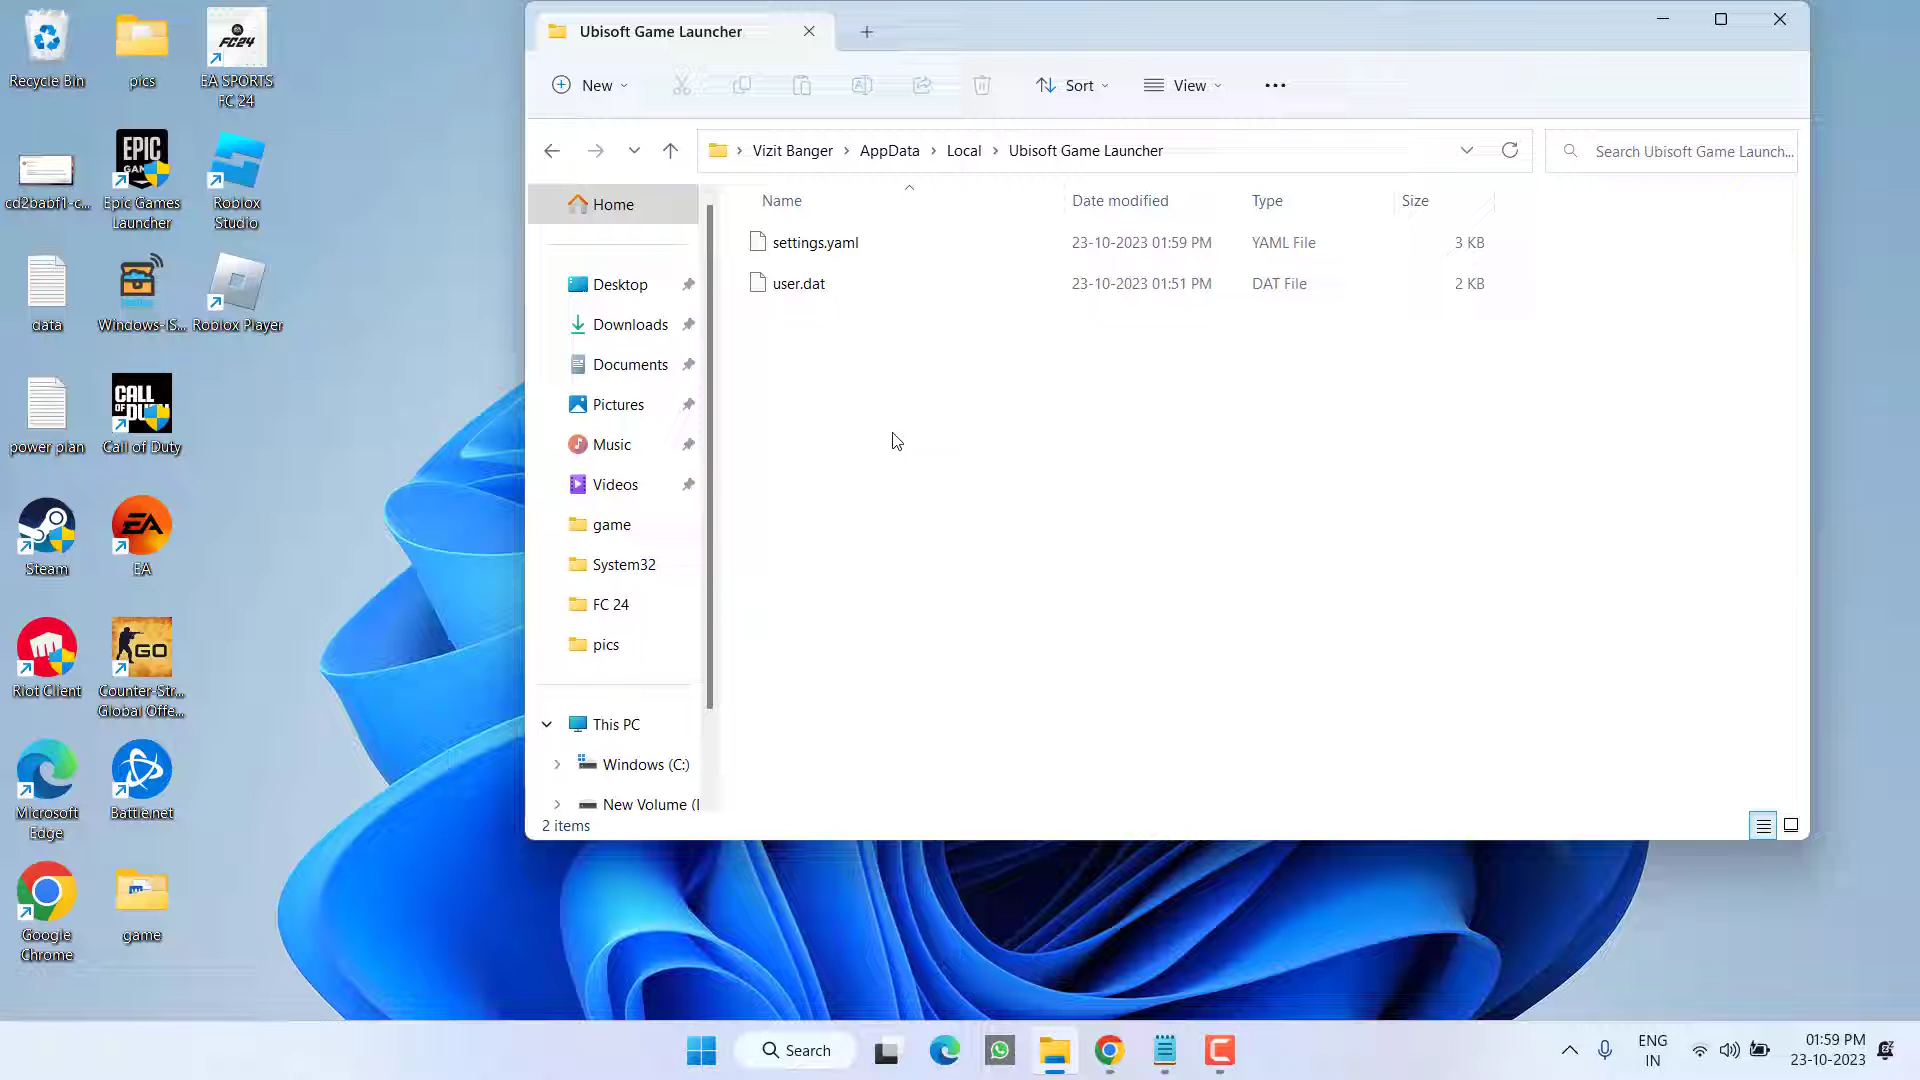 Recycle Bin
pics
EA SPORTS
FC 24
FC24
cd2babf1-c...
EPIC
Epic Games
Launcher
Roblox
Studio
data
Windows-IS...
Roblox Player
power plan
CALL
Call of Duty
Steam
EA
EA
Riot Client
GO
Counter-Str...
Global Offe...
Microsoft
Edge
Battle.net
Google
Chrome
game
Ubisoft Game Launcher
New
Sort
View
Vizit Banger
AppData
Local
Ubisoft Game Launcher
Search Ubisoft Game Launch...
Name
Date modified
Type
Size
settings.yaml
23-10-2023 01:59 PM
YAML File
3 KB
user.dat
23-10-2023 01:51 PM
DAT File
2 KB
Home
Desktop
Downloads
Documents
Pictures
Music
Videos
game
System32
FC 24
pics
This PC
Windows (C:)
New Volume (
2 items
Search
ENG
IN
01:59 PM
23-10-2023